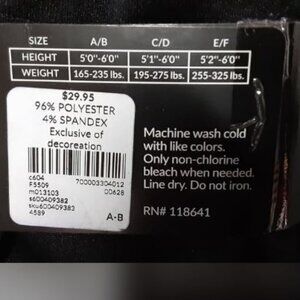 SIZE A/B C/D E/F
HEIGHT 5'0"-6'0" 5'1"-6'0" 5'2"-6'0"
WEIGHT 165-235 lbs. 195-275 lbs. 255-325 lbs.
$29.95
96% POLYESTER
4% SPANDEX
Exclusive of
decoreation
c604 700003304012
F5509 00628
m013103
s600409382
sku600409383
4589
A-B
Machine wash cold
with like colors.
Only non-chlorine
bleach when needed.
Line dry. Do not iron.
RN# 118641